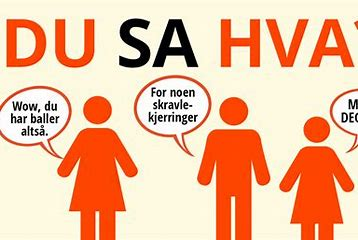 DU SA HVA?
Wow, du
har baller
altså.
For noen
skravle-
kjerringer